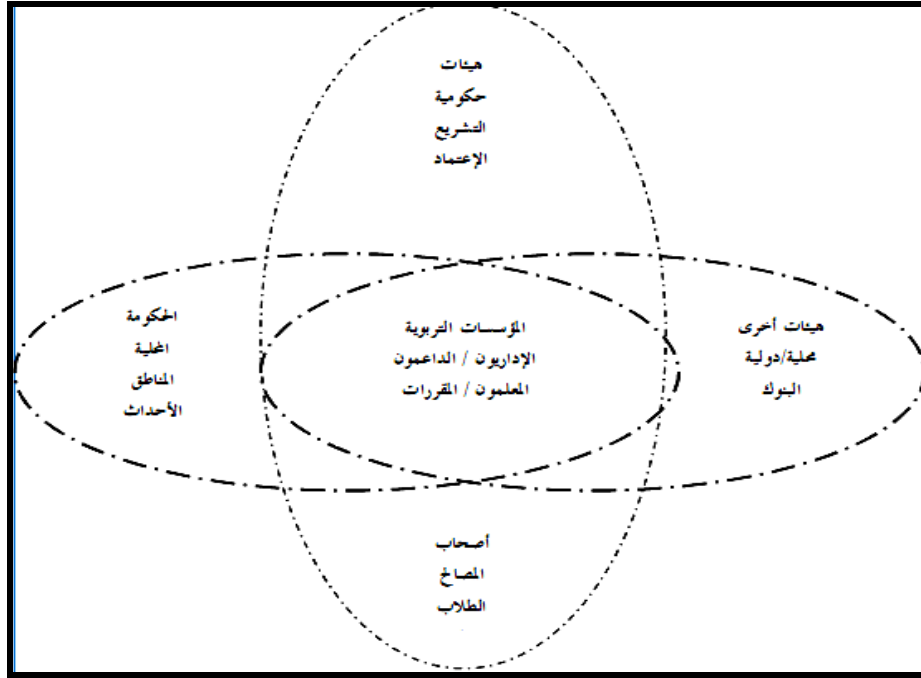 هيئات
حكومية
التشريع
الإعتماد
هيئات أخرى
محلية/دولية
البنوك
المؤسسات التربوية
الإداريون / الداعمون
المعلمون / المقررات
الحكومة
المحلية
المناطق
الأحداث
أصحاب
المصالح
الطلاب